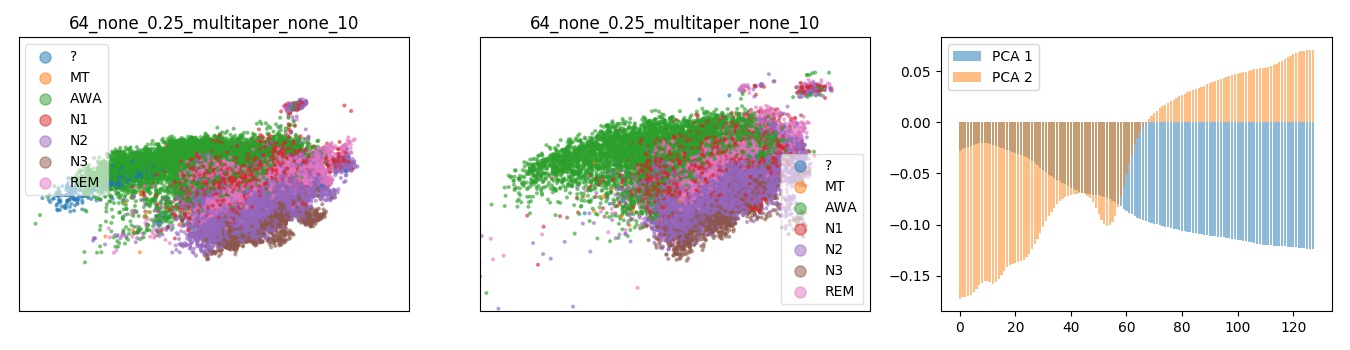 64_none_0.25_multitaper_none_10
?
MT
AWA
N1
N2
N3
REM
64_none_0.25_multitaper_none_10
?
MT
AWA
N1
N2
N3
REM
PCA 1
PCA 2
0.05
0.00
−0.05
−0.10
−0.15
0 20 40 60 80 100 120